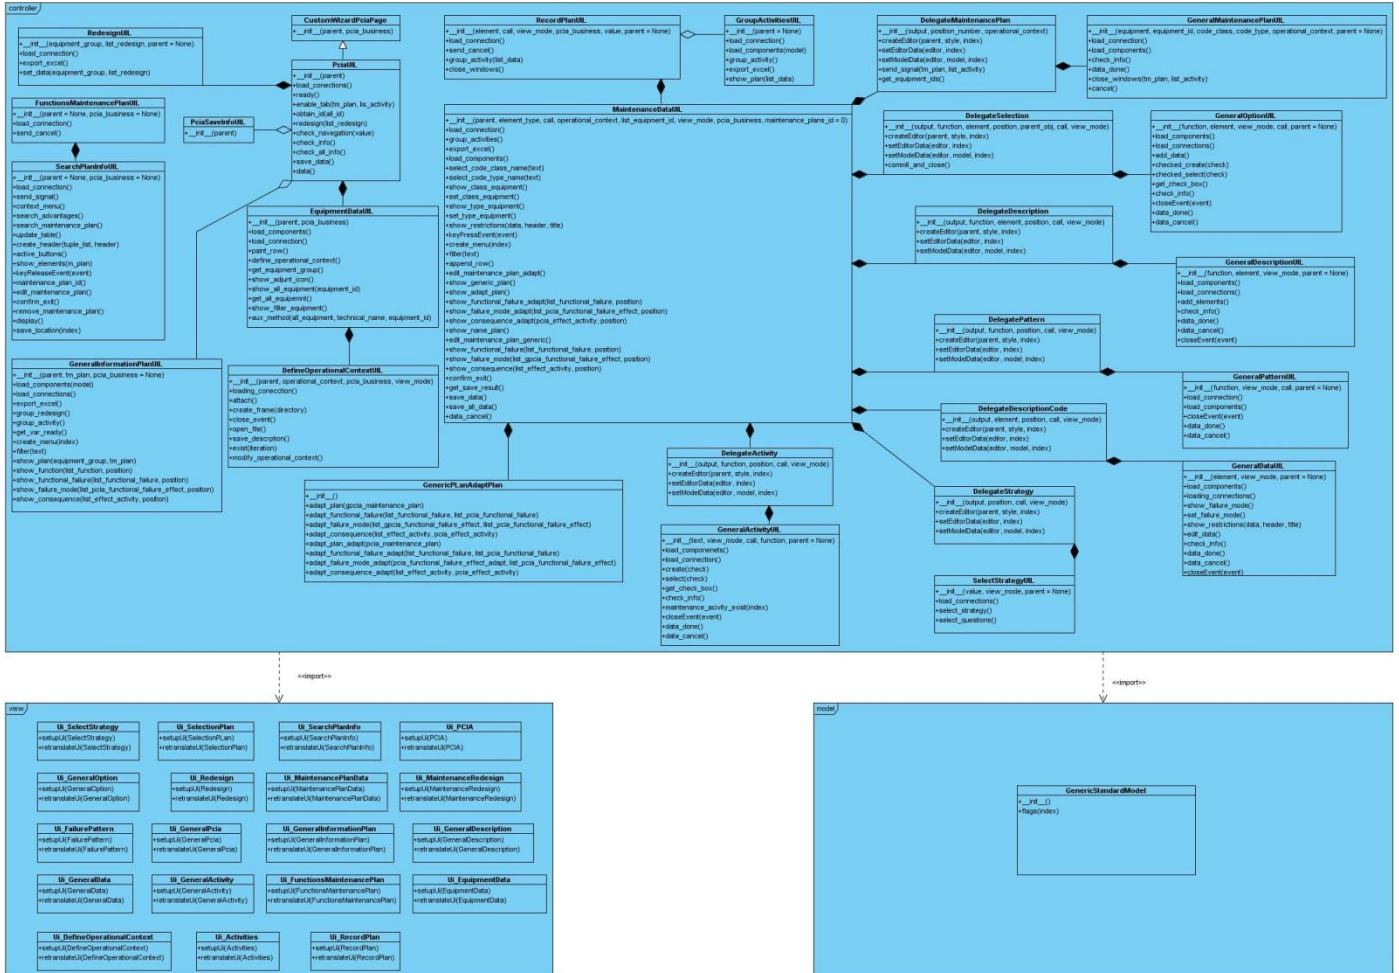 controller
RedesignUIL
+__init__(equipment_group, list_redesign, parent = None)
+load_connection()
+export_excel()
+set_data(equipment_group, list_redesign)
CustomWizardPciaPage
+__init__(parent, pcia_business)
RecordPlanUIL
+__init__(element, call, view_mode, pcia_business, value, parent = None)
+load_connection()
+send_cancel()
+group_activity(list_data)
+close_windows()
GroupActivitiesUIL
+__init__(parent = None)
+load_connection()
+load_components(model)
+group_activity()
+export_excel()
+show_plan(list_data)
DelegateMaintenancePlan
+__init__(output, position_number, operational_context)
+createEditor(parent, style, index)
+setEditorData(editor, index)
+setModelData(editor, model, index)
+send_signal(tm_plan, list_activity)
+get_equipment_ids()
GeneralMaintenancePlanUIL
+__init__(equipment, equipment_id, code_class, code_type, operational_context, parent = None)
+load_connection()
+load_components()
+check_info()
+data_done()
+close_windows(tm_plan, list_activity)
+cancel()
PciaUIL
+__init__(parent)
+load_conections()
+ready()
+enable_tab(tm_plan, lis_activity)
+obtain_id(all_id)
+redesign(list_redesign)
+check_navegation(value)
+check_info()
+check_all_info()
+save_data()
+data()
FunctionsMaintenancePlanUIL
+__init__(parent = None, pcia_business = None)
+load_connection()
+send_cancel()
PciaSaveInfoUIL
+__init__(parent)
SearchPlanInfoUIL
+__init__(parent = None, pcia_business = None)
+load_connection()
+send_signal()
+context_menu()
+search_advantages()
+search_maintenance_plan()
+update_table()
+create_header(tuple_list, header)
+active_buttons()
+show_elements(m_plan)
+keyReleaseEvent(event)
+maintenance_plan_id()
+edit_maintenance_plan()
+confirm_exit()
+remove_maintenance_plan()
+display()
+save_location(index)
EquipmentDataUIL
+__init__(parent, pcia_business)
+load_components()
+load_connection()
+paint_row()
+define_operational_context()
+get_equipment_group()
+show_adjunt_icon()
+show_all_equipment(equipment_id)
+get_all_equipemnt()
+show_filter_equipment()
+aux_method(all_equipment, technical_name, equipment_id)
MaintenanceDataUIL
+__init__(parent, element_type, call, operational_context, list_equipment_id, view_mode, pcia_business, maintenance_plans_id = 0)
+load_connection()
+group_activities()
+export_excel()
+load_components()
+select_code_class_name(text)
+select_code_type_name(text)
+show_class_equipment()
+set_class_equipment()
+show_type_equipment()
+set_type_equipment()
+show_restrictions(data, header, title)
+keyPressEvent(event)
+create_menu(index)
+filter(text)
+append_row()
+edit_maintenance_plan_adapt()
+show_generic_plan()
+show_adapt_plan()
+show_functional_failure_adapt(list_functional_failure, position)
+show_failure_mode_adapt(list_pcia_functional_failure_effect, position)
+show_consequence_adapt(pcia_effect_activity, position)
+show_name_plan()
+edit_maintenance_plan_generic()
+show_functional_failure(list_functional_failure, position)
+show_failure_mode(list_gpcia_functional_failure_effect, position)
+show_consequence(list_effect_activity, position)
+confirm_exit()
+get_save_result()
+save_data()
+save_all_data()
+data_cancel()
DelegateSelection
+__init__(output, function, element, position, parent_obj, call, view_mode)
+createEditor(parent, style, index)
+setEditorData(editor, index)
+setModelData(editor, model, index)
+commit_and_close()
GeneralOptionUIL
+__init__(function, element, view_mode, call, parent = None)
+load_components()
+load_connections()
+add_data()
+checked_create(check)
+checked_select(check)
+get_check_box()
+check_info()
+closeEvent(event)
+data_done()
+data_cancel()
DelegateDescription
+__init__(output, function, element, position, call, view_mode)
+createEditor(parent, style, index)
+setEditorData(editor, index)
+setModelData(editor, model, index)
GeneralDescriptionUIL
+__init__(function, element, view_mode, parent = None)
+load_components()
+load_connections()
+add_elements()
+check_info()
+data_done()
+data_cancel()
+closeEvent(event)
DelegatePattern
+__init__(output, function, position, call, view_mode)
+createEditor(parent, style, index)
+setEditorData(editor, index)
+setModelData(editor, model, index)
GeneralPatternUIL
+__init__(function, view_mode, call, parent = None)
+load_connection()
+load_components()
+closeEvent(event)
+data_done()
+data_cancel()
GeneralInformationPlanUIL
+__init__(parent, tm_plan, pcia_business = None)
+load_components(model)
+load_connections()
+export_excel()
+group_redesign()
+group_activity()
+get_var_ready()
+create_menu(index)
+filter(text)
+show_plan(equipment_group, tm_plan)
+show_function(list_function, position)
+show_functional_failure(list_functional_failure, position)
+show_failure_mode(list_pcia_functional_failure_effect, position)
+show_consequence(list_effect_activity, position)
DefineOperationalContextUIL
+__init__(parent, operational_context, pcia_business, view_mode)
+loading_conecction()
+attach()
+create_frame(directory)
+close_event()
+open_file()
+save_descrption()
+exist(iteration)
+modify_operational_context()
DelegateDescriptionCode
+__init__(output, element, position, call, view_mode)
+createEditor(parent, style, index)
+setEditorData(editor, index)
+setModelData(editor, model, index)
GeneralDataUIL
+__init__(element, view_mode, parent = None)
+load_components()
+loading_connections()
+show_failure_mode()
+set_failure_mode()
+show_restrictions(data, header, title)
+edit_data()
+check_info()
+data_done()
+data_cancel()
+closeEvent(event)
GenericPLanAdaptPlan
+__init__()
+adapt_plan(gpcia_maintenance_plan)
+adapt_functional_failure(list_functional_failure, list_pcia_functional_failure)
+adapt_failure_mode(list_gpcia_functional_failure_effect, list_pcia_functional_failure_effect)
+adapt_consequence(list_effect_activity, pcia_effect_activity)
+adapt_plan_adapt(pcia_maintenance_plan)
+adapt_functional_failure_adapt(list_functional_failure, list_pcia_functional_failure)
+adapt_failure_mode_adapt(pcia_functional_failure_effect_adapt, list_pcia_functional_failure_effect)
+adapt_consequence_adapt(list_effect_activity, pcia_effect_activity)
DelegateActivity
+__init__(output, function, position, call, view_mode)
+createEditor(parent, style, index)
+setEditorData(editor, index)
+setModelData(editor, model, index)
GeneralActivityUIL
+__init__(text, view_mode, call, function, parent = None)
+load_componenets()
+load_connection()
+create(check)
+select(check)
+get_check_box()
+check_info()
+maintenance_acivity_exist(index)
+closeEvent(event)
+data_done()
+data_cancel()
DelegateStrategy
+__init__(output, position, call, view_mode)
+createEditor(parent, style, index)
+setEditorData(editor, index)
+setModelData(editor, model, index)
SelectStrategyUIL
+__init__(value, view_mode, parent = None)
+load_connections()
+select_strategy()
+select_questions()
<<import>>
<<import>>
view
Ui_SelectStrategy
+setupUi(SelectStrategy)
+retranslateUi(SelectStrategy)
Ui_SelectionPlan
+setupUi(SelectionPLan)
+retranslateUi(SelectionPlan)
Ui_SearchPlanInfo
+setupUi(SearchPlanInfo)
+retranslateUi(SearchPlanInfo)
Ui_PCIA
+setupUi(PCIA)
+retranslateUi(PCIA)
Ui_GeneralOption
+setupUi(GeneralOption)
+retranslateUi(GeneralOption)
Ui_Redesign
+setupUi(Redesign)
+retranslateUi(Redesign)
Ui_MaintenancePlanData
+setupUi(MaintenancePlanData)
+retranslateUi(MaintenancePlanData)
Ui_MaintenanceRedesign
+setupUi(MaintenanceRedesign)
+retranslateUi(MaintenanceRedesign)
Ui_FailurePattern
+setupUi(FailurePattern)
+retranslateUi(FailurePattern)
Ui_GeneralPcia
+setupUi(GeneralPcia)
+retranslateUi(GeneralPcia)
Ui_GeneralInformationPlan
+setupUi(GeneralInformationPlan)
+retranslateUi(GeneralInformationPlan)
Ui_GeneralDescription
+setupUi(GeneralDescription)
+retranslateUi(GeneralDescription)
Ui_GeneralData
+setupUi(GeneralData)
+retranslateUi(GeneralData)
Ui_GeneralActivity
+setupUi(GeneralActivity)
+retranslateUi(GeneralActivity)
Ui_FunctionsMaintenancePlan
+setupUi(FunctionsMaintenancePlan)
+retranslateUi(FunctionsMaintenancePlan)
Ui_EquipmentData
+setupUi(EquipmentData)
+retranslateUi(EquipmentData)
Ui_DefineOperationalContext
+setupUi(DefineOperationalContext)
+retranslateUi(DefineOperationalContext)
Ui_Activities
+setupUi(Activities)
+retranslateUi(Activities)
Ui_RecordPlan
+setupUi(RecordPlan)
+retranslateUi(RecordPlan)
model
GenericStandardModel
+__init__()
+flags(index)